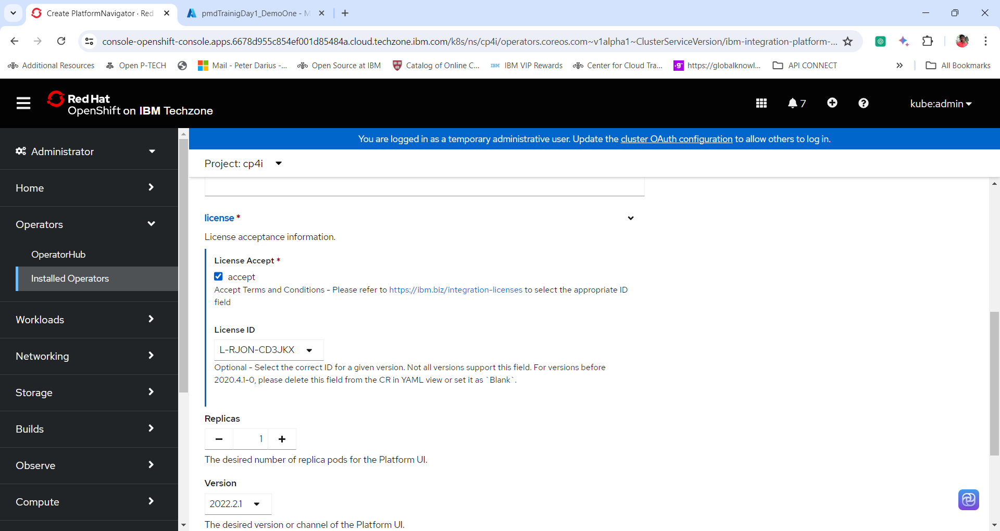 Create PlatformNavigator · Red
pmdTrainigDay1_DemoOne - M
console-openshift-console.apps.6678d955c854ef001d85484a.cloud.techzone.ibm.com/k8s/ns/cp4i/operators.coreos.com~v1alpha1~ClusterServiceVersion/ibm-integration-platform-...
Additional Resources
Open P-TECH
Mail - Peter Darius -...
Open Source at IBM
Catalog of Online C...
IBM
IBM VIP Rewards
Center for Cloud Tra...
.g'
https://globalknowl...
API CONNECT
All Bookmarks
Red Hat
OpenShift on IBM Techzone
7
kube:admin
You are logged in as a temporary administrative user. Update the cluster OAuth configuration to allow others to log in.
Administrator
Home
Operators
OperatorHub
Installed Operators
Workloads
Networking
Storage
Builds
Observe
Compute
Project: cp4i
license *
License acceptance information.
License Accept *
accept
Accept Terms and Conditions - Please refer to https://ibm.biz/integration-licenses to select the appropriate ID
field
License ID
L-RJON-CD3JKX
Optional - Select the correct ID for a given version. Not all versions support this field. For versions before
2020.4.1-0, please delete this field from the CR in YAML view or set it as `Blank`.
Replicas
1
The desired number of replica pods for the Platform UI.
Version
2022.2.1
The desired version or channel of the Platform UI.